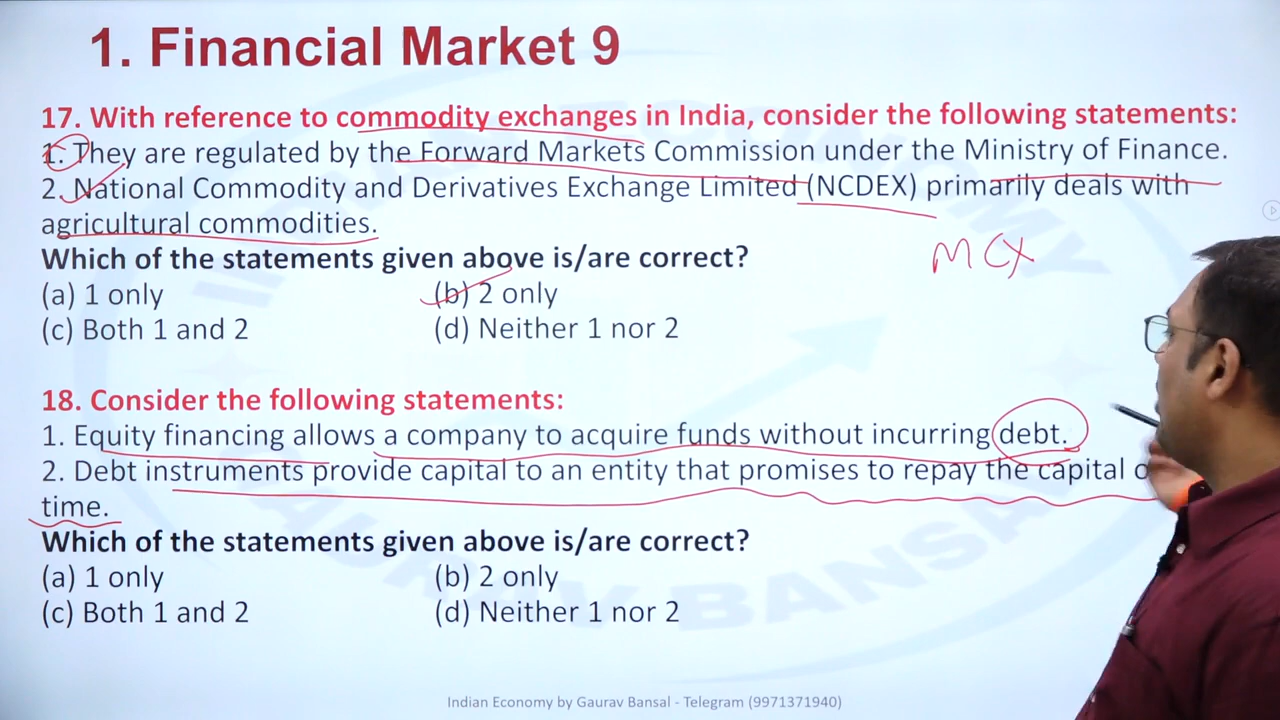 1. Financial Market 9
17. With reference to commodity exchanges in India, consider the following statements:
1. They are regulated by the Forward Markets Commission under the Ministry of Finance.
2. National Commodity and Derivatives Exchange Limited (NCDEX) primarily deals with
agricultural commodities.
MCX
Which of the statements given above is/are correct?
(a) 1 only (b) 2 only
(c) Both 1 and 2 (d) Neither 1 nor 2
18. Consider the following statements:
1. Equity financing allows a company to acquire funds without incurring debt.
2. Debt instruments provide capital to an entity that promises to repay the capital
time.
Which of the statements given above is/are correct?
(a) 1 only (b) 2 only
(c) Both 1 and 2 (d) Neither 1 nor 2
GAURAV BANSAL
Indian Economy by Gaurav Bansal - Telegram (9971371940)